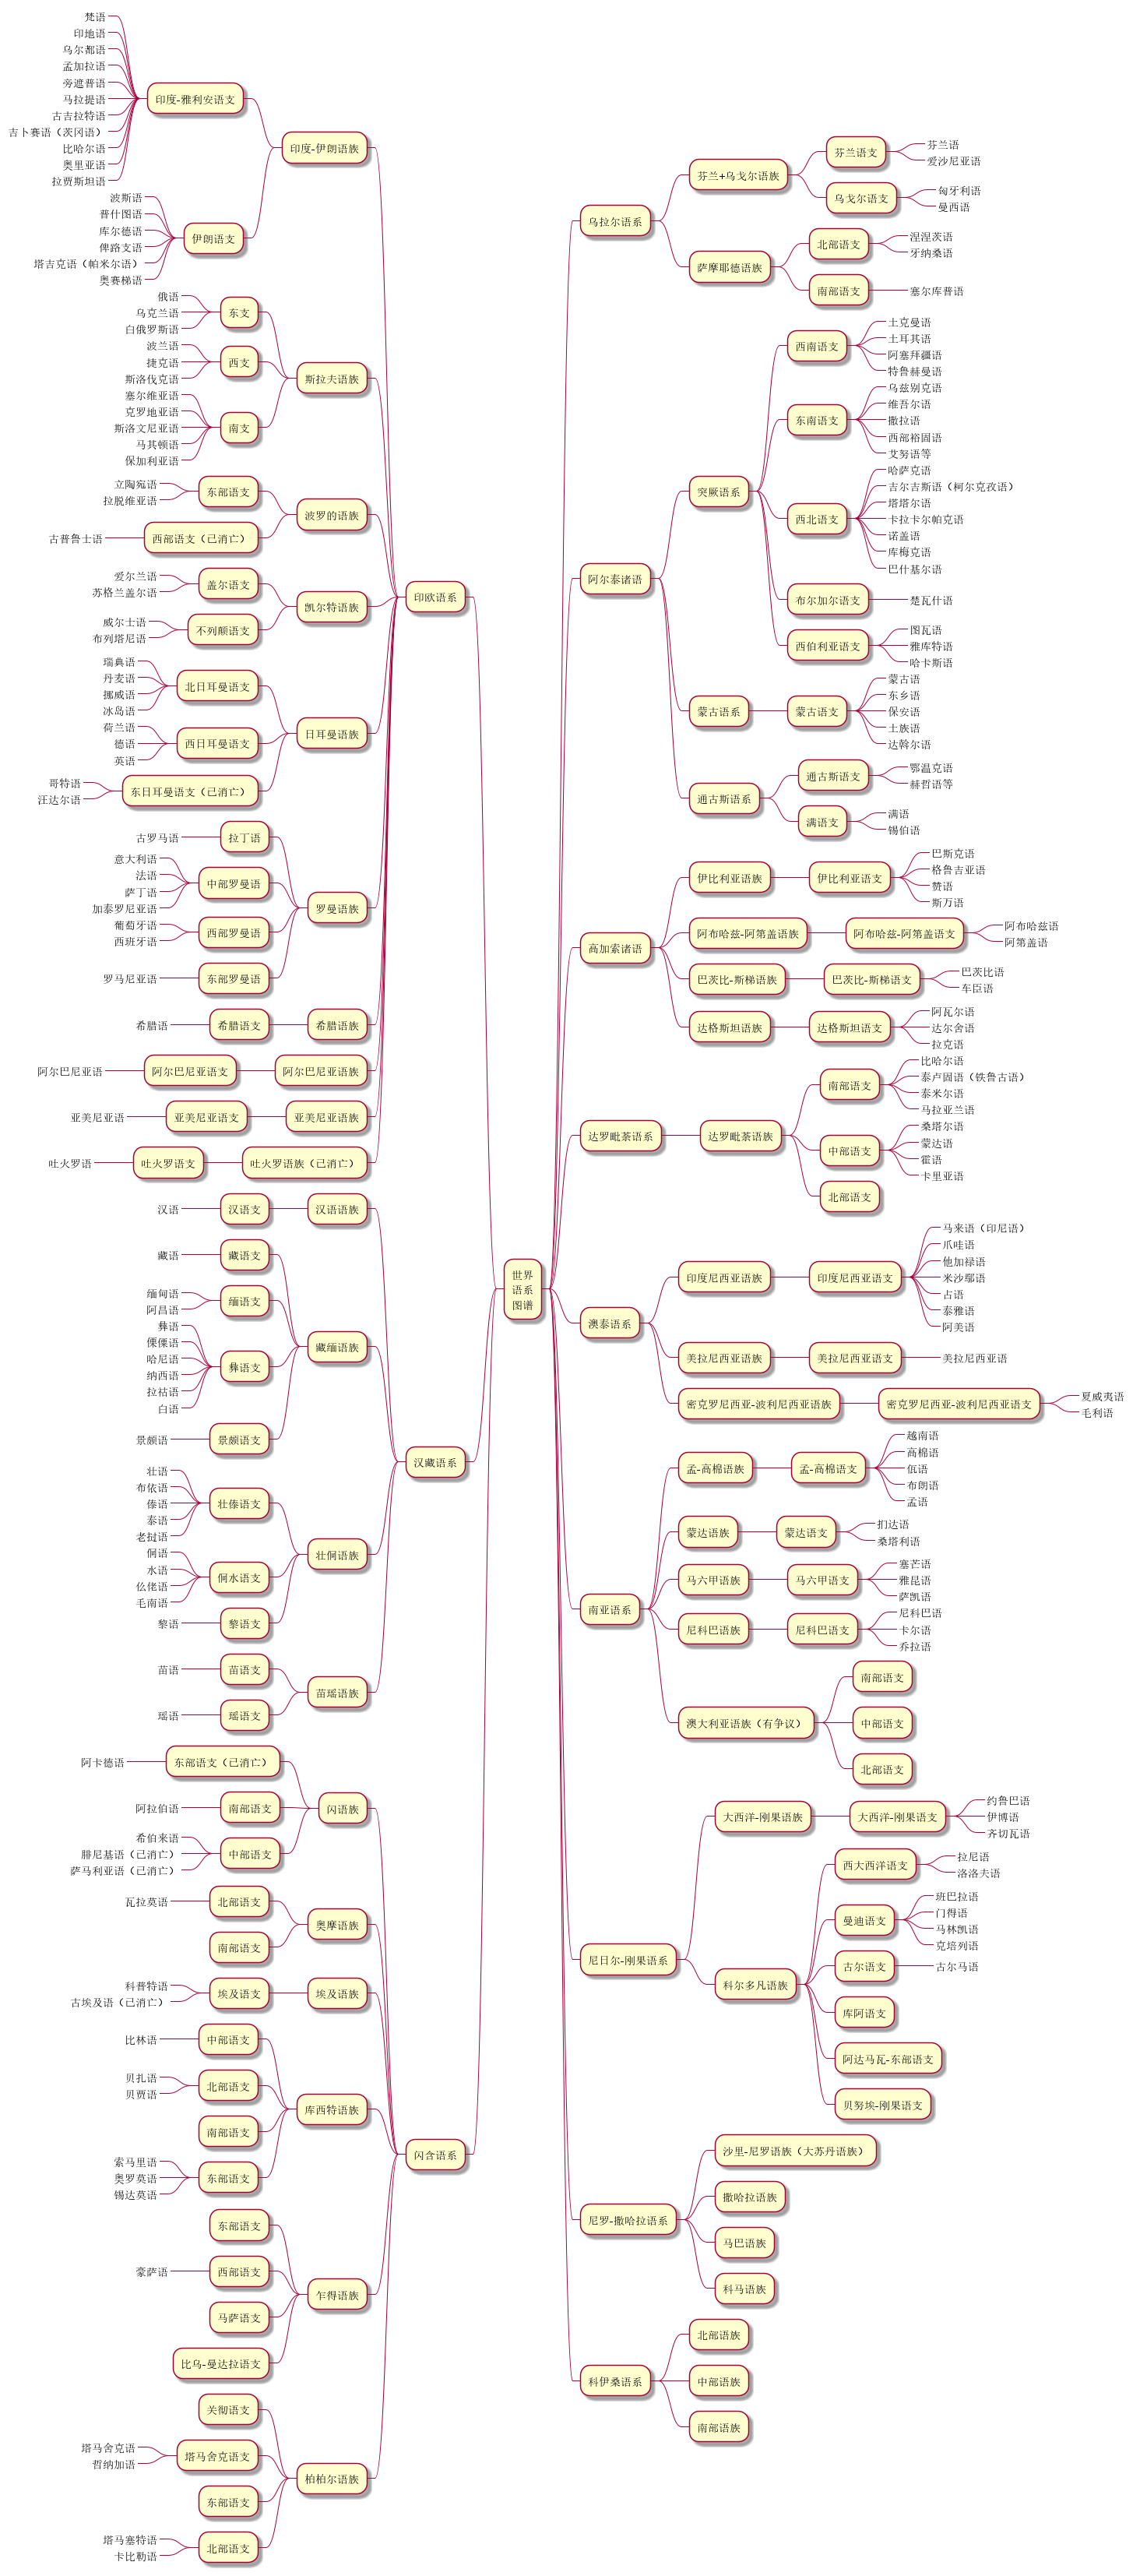 世界
语系
图谱
印欧语系
印度-伊朗语族
印度-雅利安语支
梵语
印地语
乌尔都语
孟加拉语
旁遮普语
马拉提语
古吉拉特语
吉卜赛语（茨冈语）
比哈尔语
奥里亚语
拉贾斯坦语
伊朗语支
波斯语
普什图语
库尔德语
俾路支语
塔吉克语（帕米尔语）
奥赛梯语
斯拉夫语族
东支
俄语
乌克兰语
白俄罗斯语
西支
波兰语
捷克语
斯洛伐克语
南支
塞尔维亚语
克罗地亚语
斯洛文尼亚语
马其顿语
保加利亚语
波罗的语族
东部语支
立陶宛语
拉脱维亚语
西部语支（已消亡）
古普鲁士语
凯尔特语族
盖尔语支
爱尔兰语
苏格兰盖尔语
不列颠语支
威尔士语
布列塔尼语
日耳曼语族
北日耳曼语支
瑞典语
丹麦语
挪威语
冰岛语
西日耳曼语支
荷兰语
德语
英语
东日耳曼语支（已消亡）
哥特语
汪达尔语
罗曼语族
拉丁语
古罗马语
中部罗曼语
意大利语
法语
萨丁语
加泰罗尼亚语
西部罗曼语
葡萄牙语
西班牙语
东部罗曼语
罗马尼亚语
希腊语族
希腊语支
希腊语
阿尔巴尼亚语族
阿尔巴尼亚语支
阿尔巴尼亚语
亚美尼亚语族
亚美尼亚语支
亚美尼亚语
吐火罗语族（已消亡）
吐火罗语支
吐火罗语
汉藏语系
汉语语族
汉语支
汉语
藏缅语族
藏语支
藏语
缅语支
缅甸语
阿昌语
彝语支
彝语
傈僳语
哈尼语
纳西语
拉祜语
白语
景颇语支
景颇语
壮侗语族
壮傣语支
壮语
布依语
傣语
泰语
老挝语
侗水语支
侗语
水语
仫佬语
毛南语
黎语支
黎语
苗瑶语族
苗语支
苗语
瑶语支
瑶语
闪含语系
闪语族
东部语支（已消亡）
阿卡德语
南部语支
阿拉伯语
中部语支
希伯来语
腓尼基语（已消亡）
萨马利亚语（已消亡）
奥摩语族
北部语支
瓦拉莫语
南部语支
埃及语族
埃及语支
科普特语
古埃及语（已消亡）
库西特语族
中部语支
比林语
北部语支
贝扎语
贝贾语
南部语支
东部语支
索马里语
奥罗莫语
锡达莫语
乍得语族
东部语支
西部语支
豪萨语
马萨语支
比乌-曼达拉语支
柏柏尔语族
关彻语支
塔马舍克语支
塔马舍克语
哲纳加语
东部语支
北部语支
塔马塞特语
卡比勒语
乌拉尔语系
芬兰+乌戈尔语族
芬兰语支
芬兰语
爱沙尼亚语
乌戈尔语支
匈牙利语
曼西语
萨摩耶德语族
北部语支
涅涅茨语
牙纳桑语
南部语支
塞尔库普语
阿尔泰诸语
突厥语系
西南语支
土克曼语
土耳其语
阿塞拜疆语
特鲁赫曼语
东南语支
乌兹别克语
维吾尔语
撒拉语
西部裕固语
艾努语等
西北语支
哈萨克语
吉尔吉斯语（柯尔克孜语）
塔塔尔语
卡拉卡尔帕克语
诺盖语
库梅克语
巴什基尔语
布尔加尔语支
楚瓦什语
西伯利亚语支
图瓦语
雅库特语
哈卡斯语
蒙古语系
蒙古语支
蒙古语
东乡语
保安语
土族语
达斡尔语
通古斯语系
通古斯语支
鄂温克语
赫哲语等
满语支
满语
锡伯语
高加索诸语
伊比利亚语族
伊比利亚语支
巴斯克语
格鲁吉亚语
赞语
斯万语
阿布哈兹-阿第盖语族
阿布哈兹-阿第盖语支
阿布哈兹语
阿第盖语
巴茨比-斯梯语族
巴茨比-斯梯语支
巴茨比语
车臣语
达格斯坦语族
达格斯坦语支
阿瓦尔语
达尔舍语
拉克语
达罗毗荼语系
达罗毗荼语族
南部语支
比哈尔语
泰卢固语（铁鲁古语）
泰米尔语
马拉亚兰语
中部语支
桑塔尔语
蒙达语
霍语
卡里亚语
北部语支
澳泰语系
印度尼西亚语族
印度尼西亚语支
马来语（印尼语）
爪哇语
他加禄语
米沙鄢语
占语
泰雅语
阿美语
美拉尼西亚语族
美拉尼西亚语支
美拉尼西亚语
密克罗尼西亚-波利尼西亚语族
密克罗尼西亚-波利尼西亚语支
夏威夷语
毛利语
南亚语系
孟-高棉语族
孟-高棉语支
越南语
高棉语
佤语
布朗语
孟语
蒙达语族
蒙达语支
扪达语
桑塔利语
马六甲语族
马六甲语支
塞芒语
雅昆语
萨凯语
尼科巴语族
尼科巴语支
尼科巴语
卡尔语
乔拉语
澳大利亚语族（有争议）
南部语支
中部语支
北部语支
尼日尔-刚果语系
大西洋-刚果语族
大西洋-刚果语支
约鲁巴语
伊博语
齐切瓦语
科尔多凡语族
西大西洋语支
拉尼语
洛洛夫语
曼迪语支
班巴拉语
门得语
马林凯语
克培列语
古尔语支
古尔马语
库阿语支
阿达马瓦-东部语支
贝努埃-刚果语支
尼罗-撒哈拉语系
沙里-尼罗语族（大苏丹语族）
撒哈拉语族
马巴语族
科马语族
科伊桑语系
北部语族
中部语族
南部语族